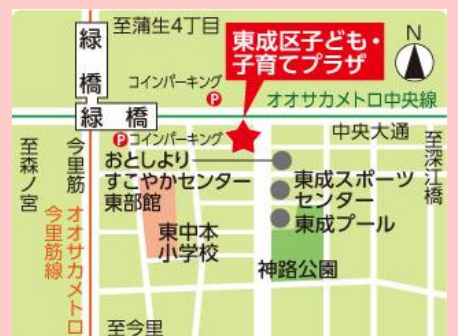 至蒲生4丁目
緑橋
東成区子ども・
子育てプラザ
N
コインパーキング
P
オオサカメトロ中央線
緑橋
Pコインパーキング
中央大通
至森ノ宮
今里筋
おとしより
すこやかセンター
東部館
至深江橋
東成スポーツ
センター
東成プール
オオサカメトロ
今里筋線
東中本
小学校
神路公園
至今里